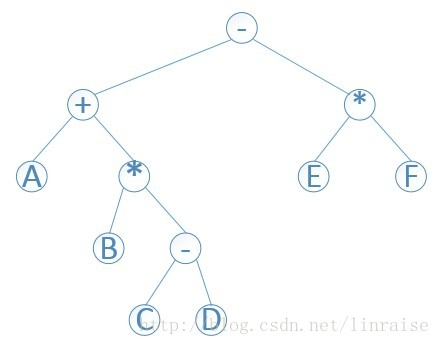 -
+ *
A * E F
B -
C D
http://blog.csdn.net/linraise